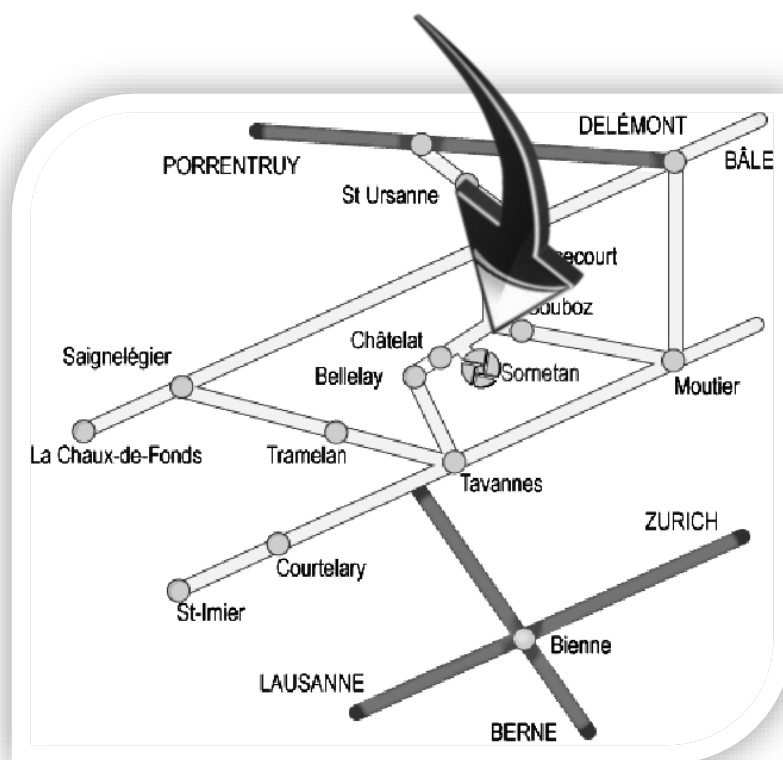 DELÉMONT
BÂLE
PORRENTRUY
St Ursanne
Châtelat
Saignelégier
Bellelay
Sornetan
Moutier
La Chaux-de-Fonds
Tramelan
Tavannes
ZURICH
Courtelary
St-Imier
Bienne
LAUSANNE
BERNE